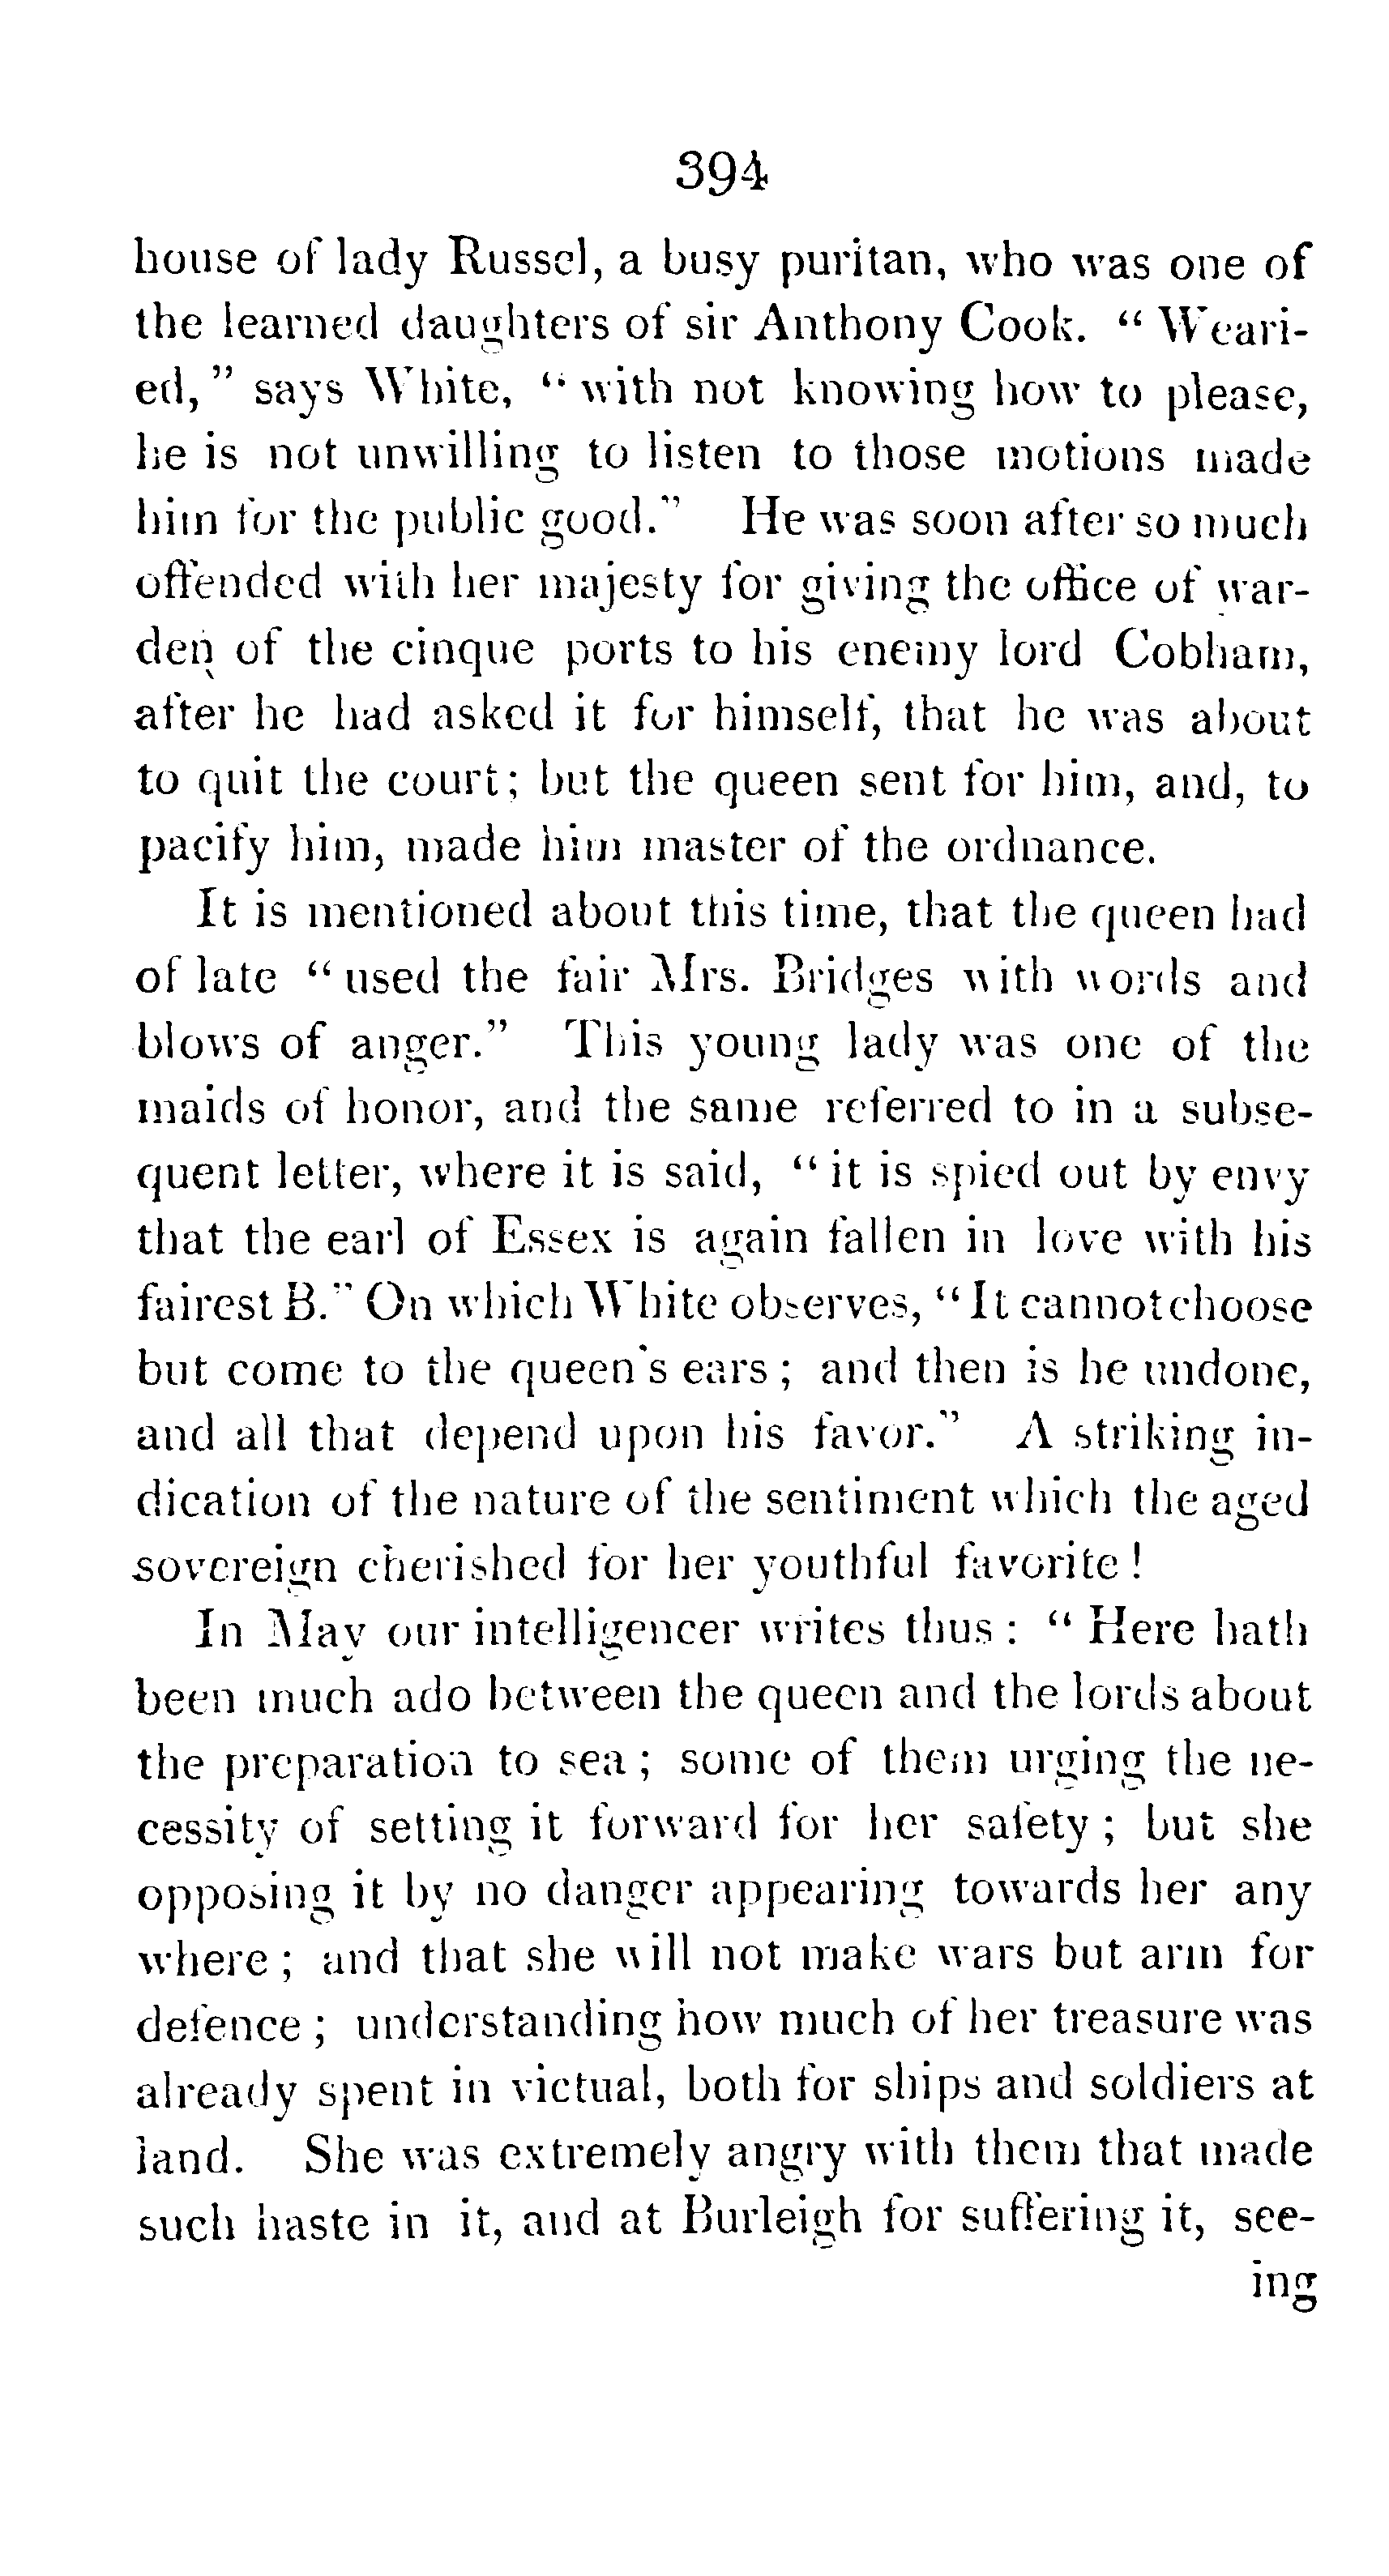 394
house of lady Russel, a busy puritan, who was one of
the learned daughters of sir Anthony Cook. “ Weari-
ed, ” says White, “ with not knowing how to please,
he is not unwilling to listen to those motions made
him for the public good.” He was soon after so much
offended with her majesty for giving the office of war-
den of the cinque ports to his enemy lord Cobham,
after he had asked it for himself, that he was about
to quit the court; but the queen sent for him, and, to
pacify him, made him master of the ordnance.
It is mentioned about this time, that the queen had
of late “ used the fair Mrs. Bridges with words and
blows of anger.” This young lady was one of the
maids of honor, and the same referred to in a subse-
quent letter, where it is said, “ it is spied out by envy
that the earl of Essex is again fallen in love with his
fairest B.” On which White observes, “ It cannot choose
but come to the queen's ears ; and then is he undone,
and all that depend upon his favor.” A striking in-
dication of the nature of the sentiment which the aged
sovereign cherished for her youthful favorite !
In May our intelligencer writes thus : “ Here hath
been much ado between the queen and the lords about
the preparation to sea ; some of them urging the ne-
cessity of setting it forward for her safety ; but she
opposing it by no danger appearing towards her any
where ; and that she will not make wars but arm for
defence ; understanding how much of her treasure was
already spent in victual, both for ships and soldiers at
land. She was extremely angry with them that made
such haste in it, and at Burleigh for suffering it, see-
ing